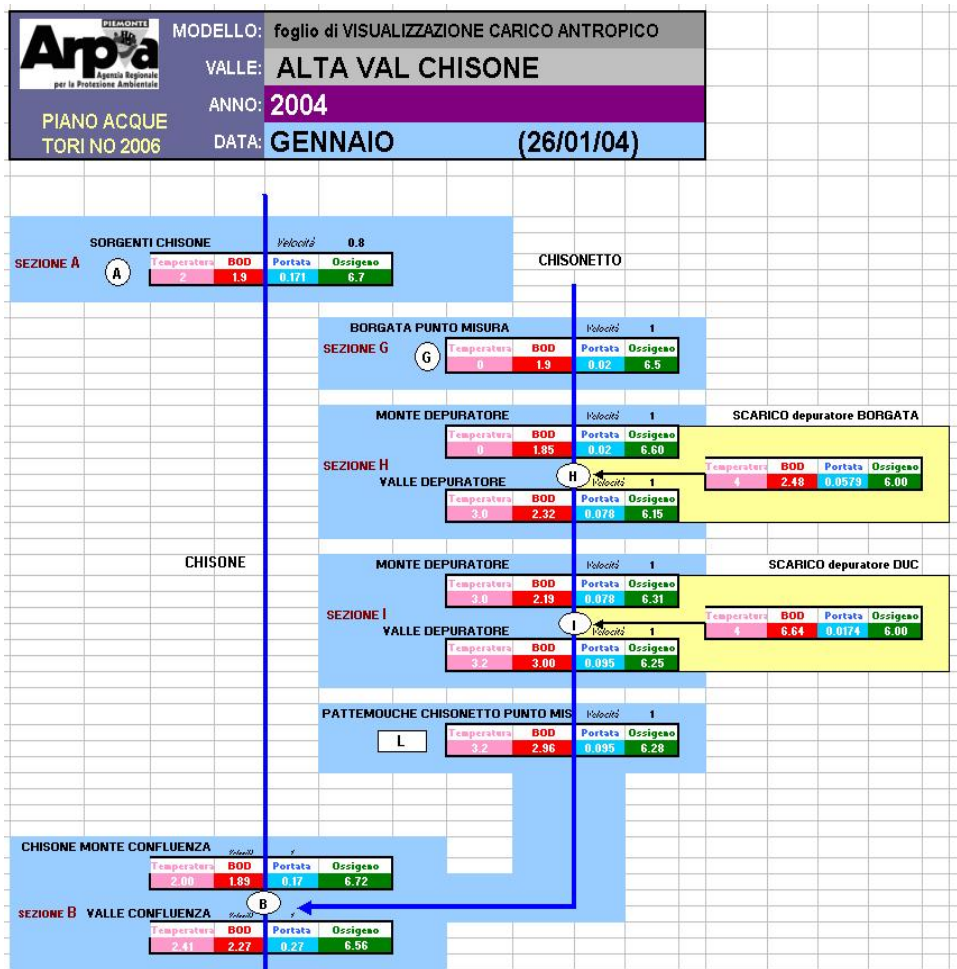 PIEMONTE
Arpa
Agenzia Regionale
per la Protezione Ambientale
PIANO ACQUE
TORINO 2006
MODELLO: foglio di VISUALIZZAZIONE CARICO ANTROPICO
VALLE: ALTA VAL CHISONE
ANNO: 2004
DATA: GENNAIO (26/01/04)
SORGENTI CHISONE Velocità 0.8
SEZIONE A
A
Temperatura BOD Portata Ossigeno
2 1.9 0.171 6.7
CHISONETTO
BORGATA PUNTO MISURA Velocità 1
SEZIONE G
G
Temperatura BOD Portata Ossigeno
0 1.9 0.02 6.5
MONTE DEPURATORE Velocità 1
SCARICO depuratore BORGATA
Temperatura BOD Portata Ossigeno
0 1.85 0.02 6.60
SEZIONE H
H
Temperatura BOD Portata Ossigeno
4 2.48 0.0579 6.00
VALLE DEPURATORE Velocità 1
Temperatura BOD Portata Ossigeno
3.0 2.32 0.078 6.15
CHISONE
MONTE DEPURATORE Velocità 1
SCARICO depuratore DUC
Temperatura BOD Portata Ossigeno
3.0 2.19 0.078 6.31
SEZIONE I
I
Temperatura BOD Portata Ossigeno
4 6.64 0.0174 6.00
VALLE DEPURATORE Velocità 1
Temperatura BOD Portata Ossigeno
3.2 3.00 0.095 6.25
PATTEMOUCHE CHISONETTO PUNTO MIS Velocità 1
L
Temperatura BOD Portata Ossigeno
3.2 2.96 0.095 6.28
CHISONE MONTE CONFLUENZA Velocità 1
Temperatura BOD Portata Ossigeno
2.00 1.89 0.17 6.72
B
SEZIONE B VALLE CONFLUENZA Velocità 1
Temperatura BOD Portata Ossigeno
2.41 2.27 0.27 6.56